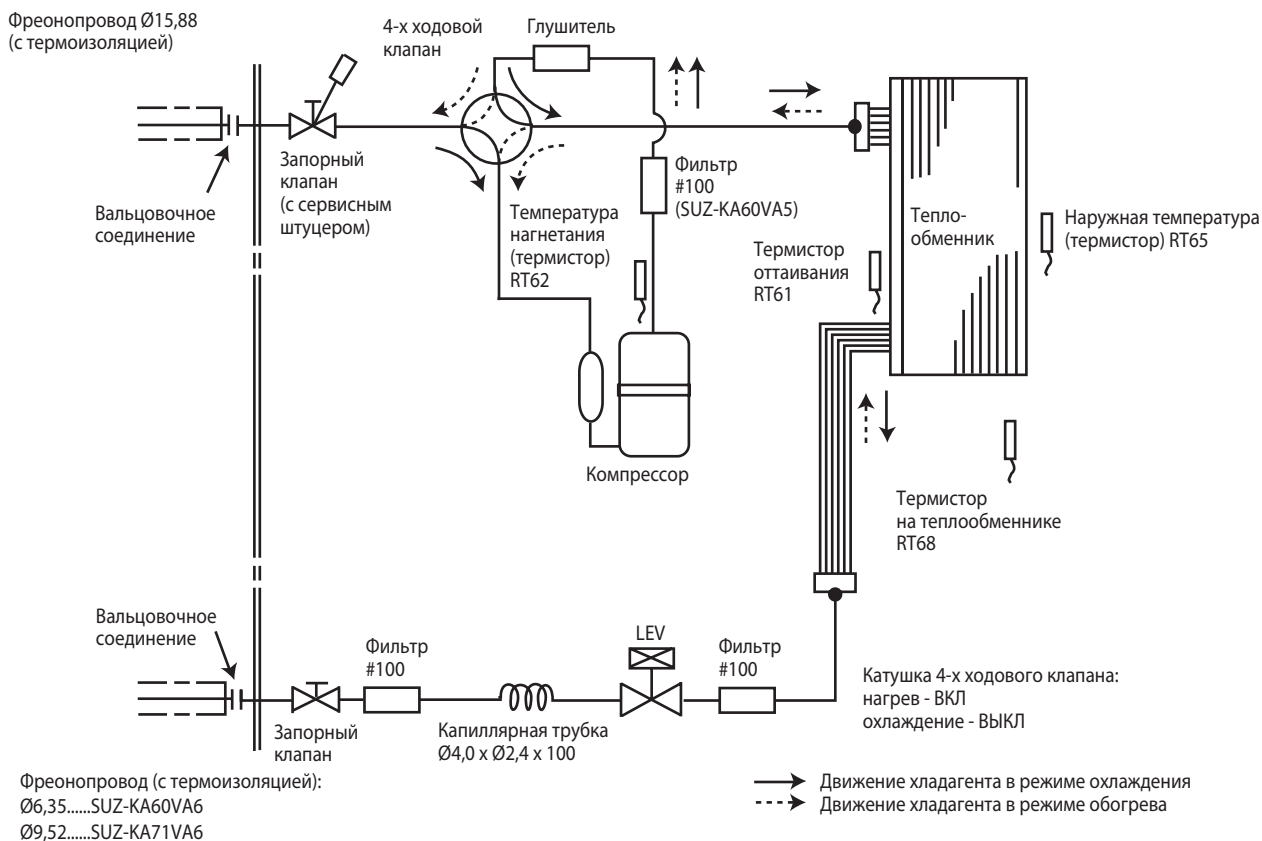 Фреонопровод Ø15,88
(с термоизоляцией)
4-х ходовой
клапан
Глушитель
Запорный
клапан
(с сервисным
штуцером)
Вальцовочное
соединение
Фильтр
#100
(SUZ-KA60VA5)
Температура
нагнетания
(термистор)
RT62
Тепло-
обменник
Наружная температура
(термистор) RT65
Термистор
оттаивания
RT61
Компрессор
Термистор
на теплообменнике
RT68
Вальцовочное
соединение
Фильтр
#100
LEV
Фильтр
#100
Катушка 4-х ходового клапана:
нагрев - ВКЛ
охлаждение - ВЫКЛ
Запорный
клапан
Капиллярная трубка
Ø4,0 x Ø2,4 x 100
Фреонопровод (с термоизоляцией):
Ø6,35......SUZ-KA60VA6
Ø9,52......SUZ-KA71VA6
Движение хладагента в режиме охлаждения
Движение хладагента в режиме обогрева